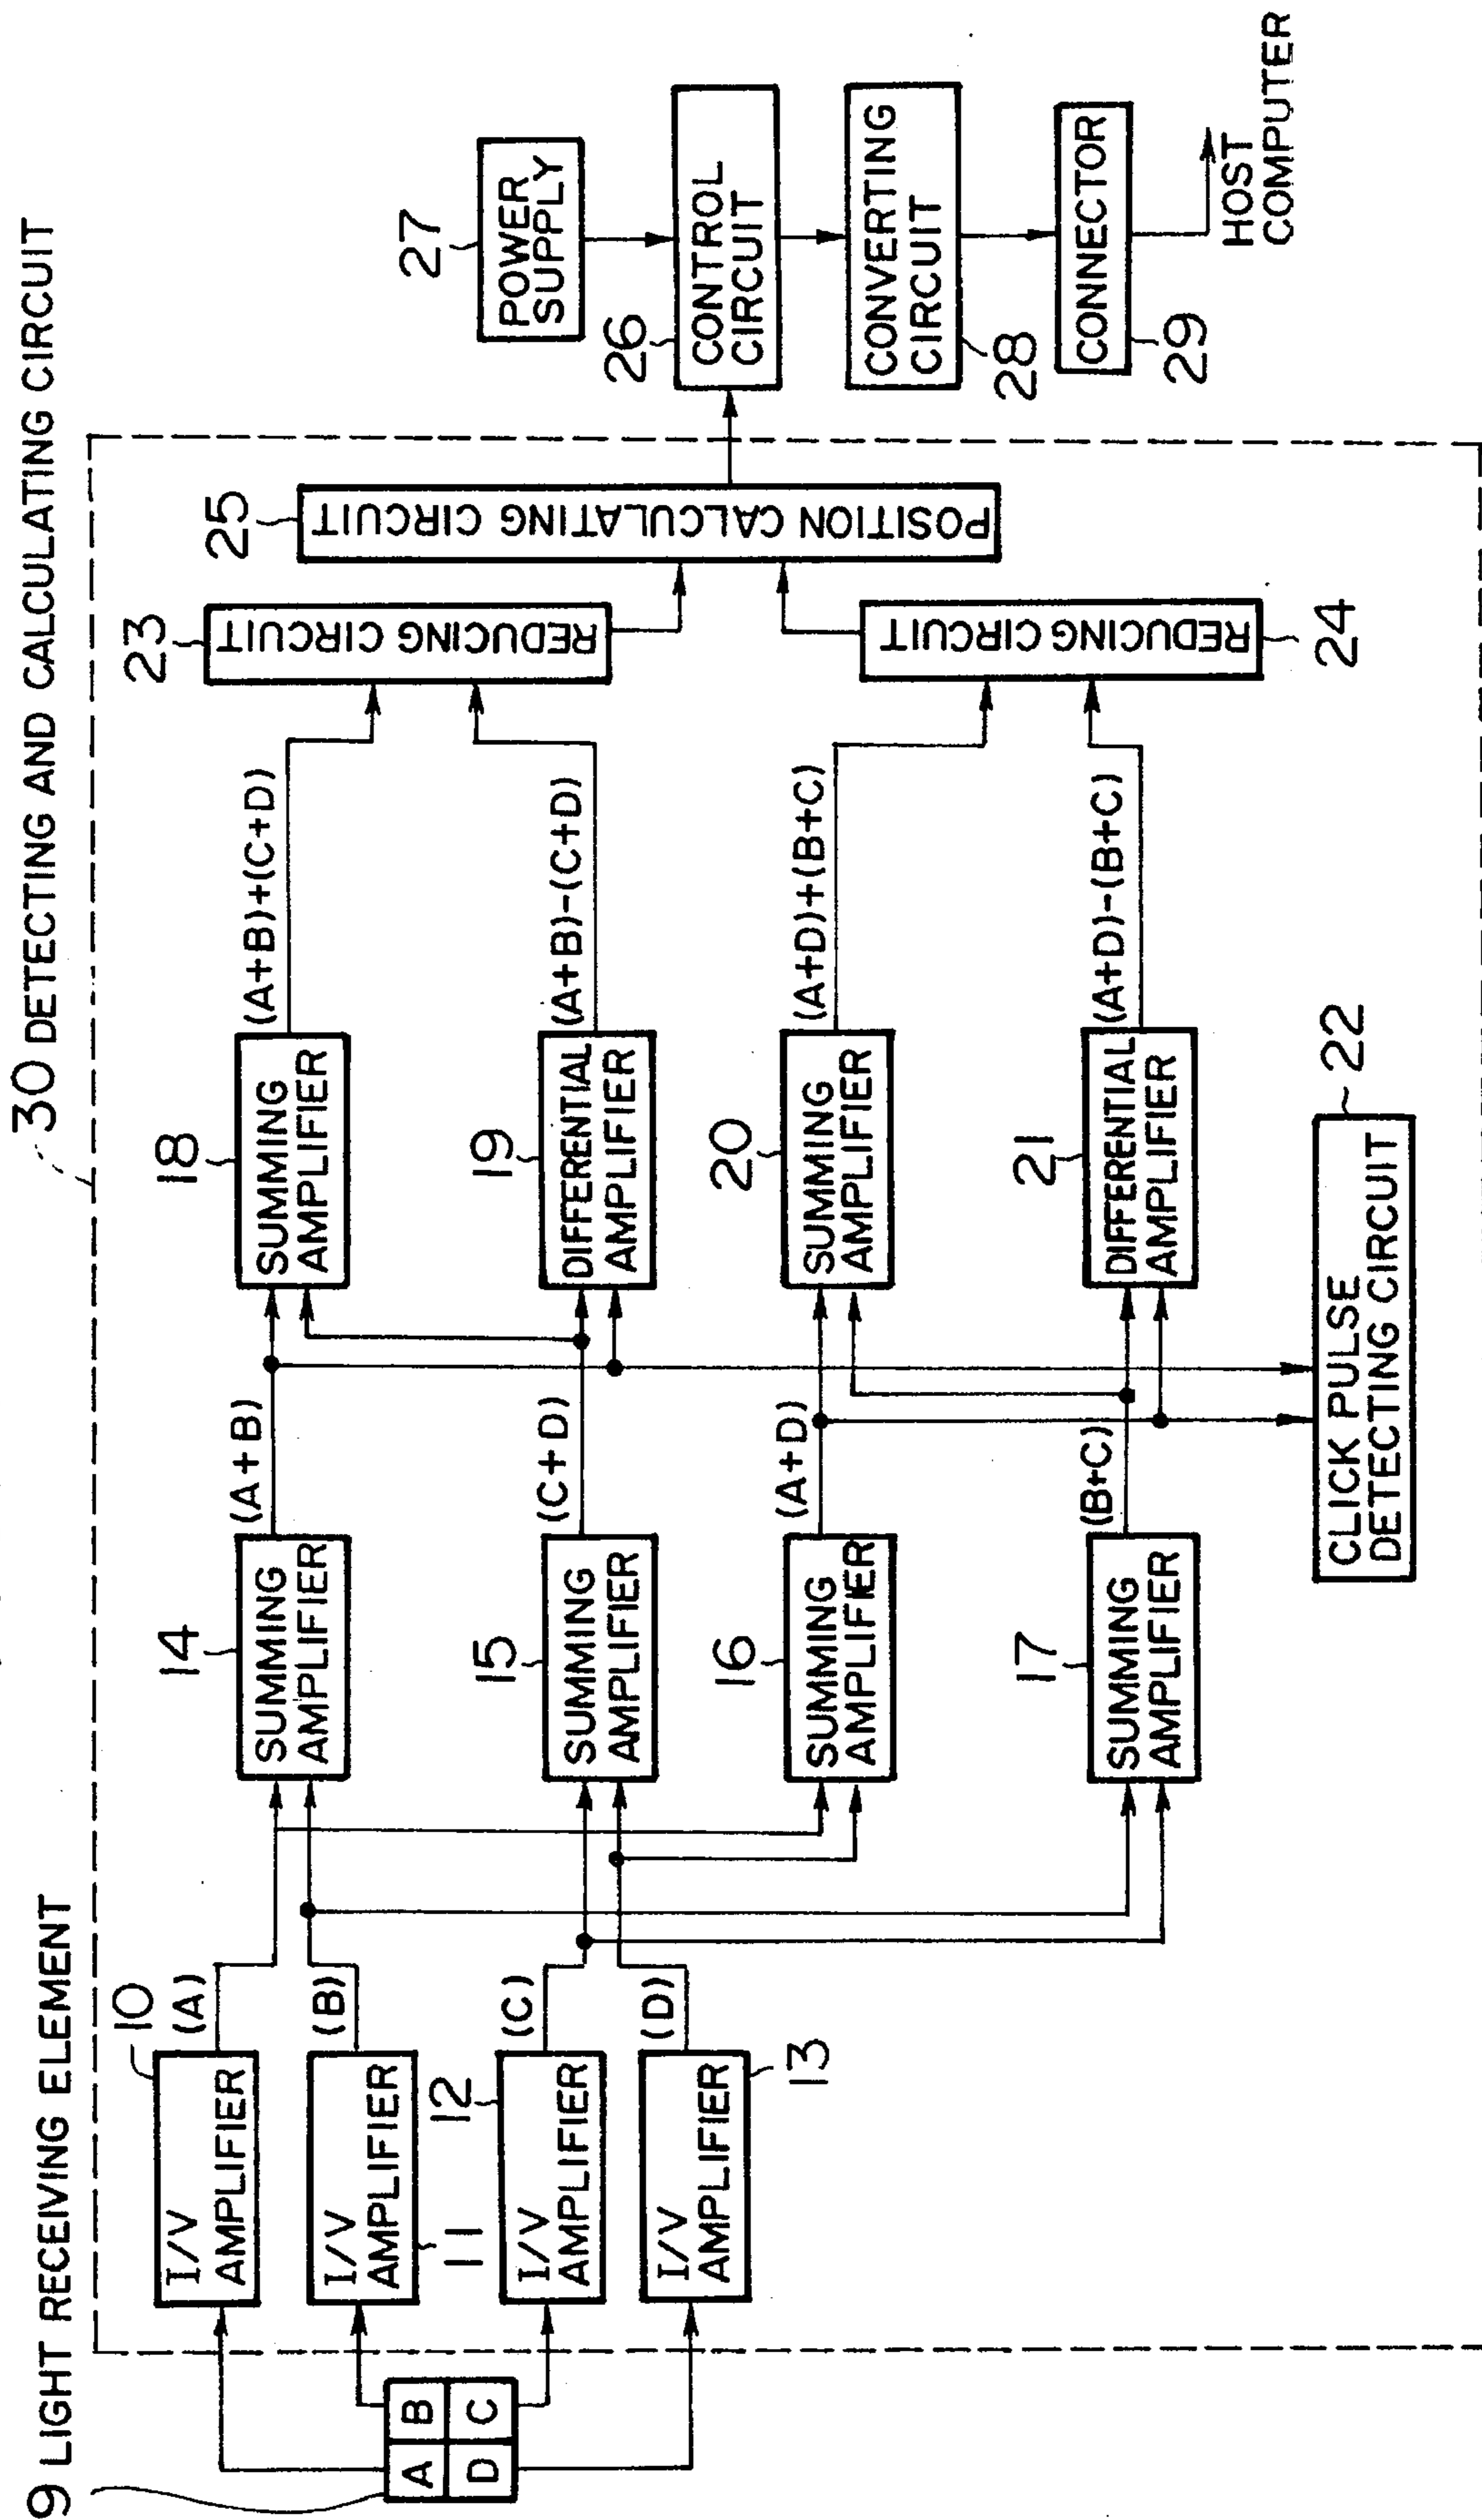 30 DETECTING AND CALCULATING CIRCUIT
9 LIGHT RECEIVING ELEMENT
A
B
D
C
10
I/V
AMPLIFIER
(A)
I/V
AMPLIFIER
11
(B)
12
I/V
AMPLIFIER
(C)
I/V
AMPLIFIER
13
(D)
14
SUMMING
AMPLIFIER
(A+B)
15
SUMMING
AMPLIFIER
(C+D)
16
SUMMING
AMPLIFIER
(A+D)
17
SUMMING
AMPLIFIER
(B+C)
18
SUMMING
AMPLIFIER
(A+B)+(C+D)
19
DIFFERENTIAL
AMPLIFIER
(A+B)-(C+D)
20
SUMMING
AMPLIFIER
(A+D)+(B+C)
21
DIFFERENTIAL
AMPLIFIER
(A+D)-(B+C)
CLICK PULSE
DETECTING CIRCUIT
22
23
REDUCING CIRCUIT
REDUCING CIRCUIT
24
25
POSITION CALCULATING CIRCUIT
27
POWER
SUPPLY
26
CONTROL
CIRCUIT
CONVERTING
CIRCUIT
28
CONNECTOR
29
HOST
COMPUTER